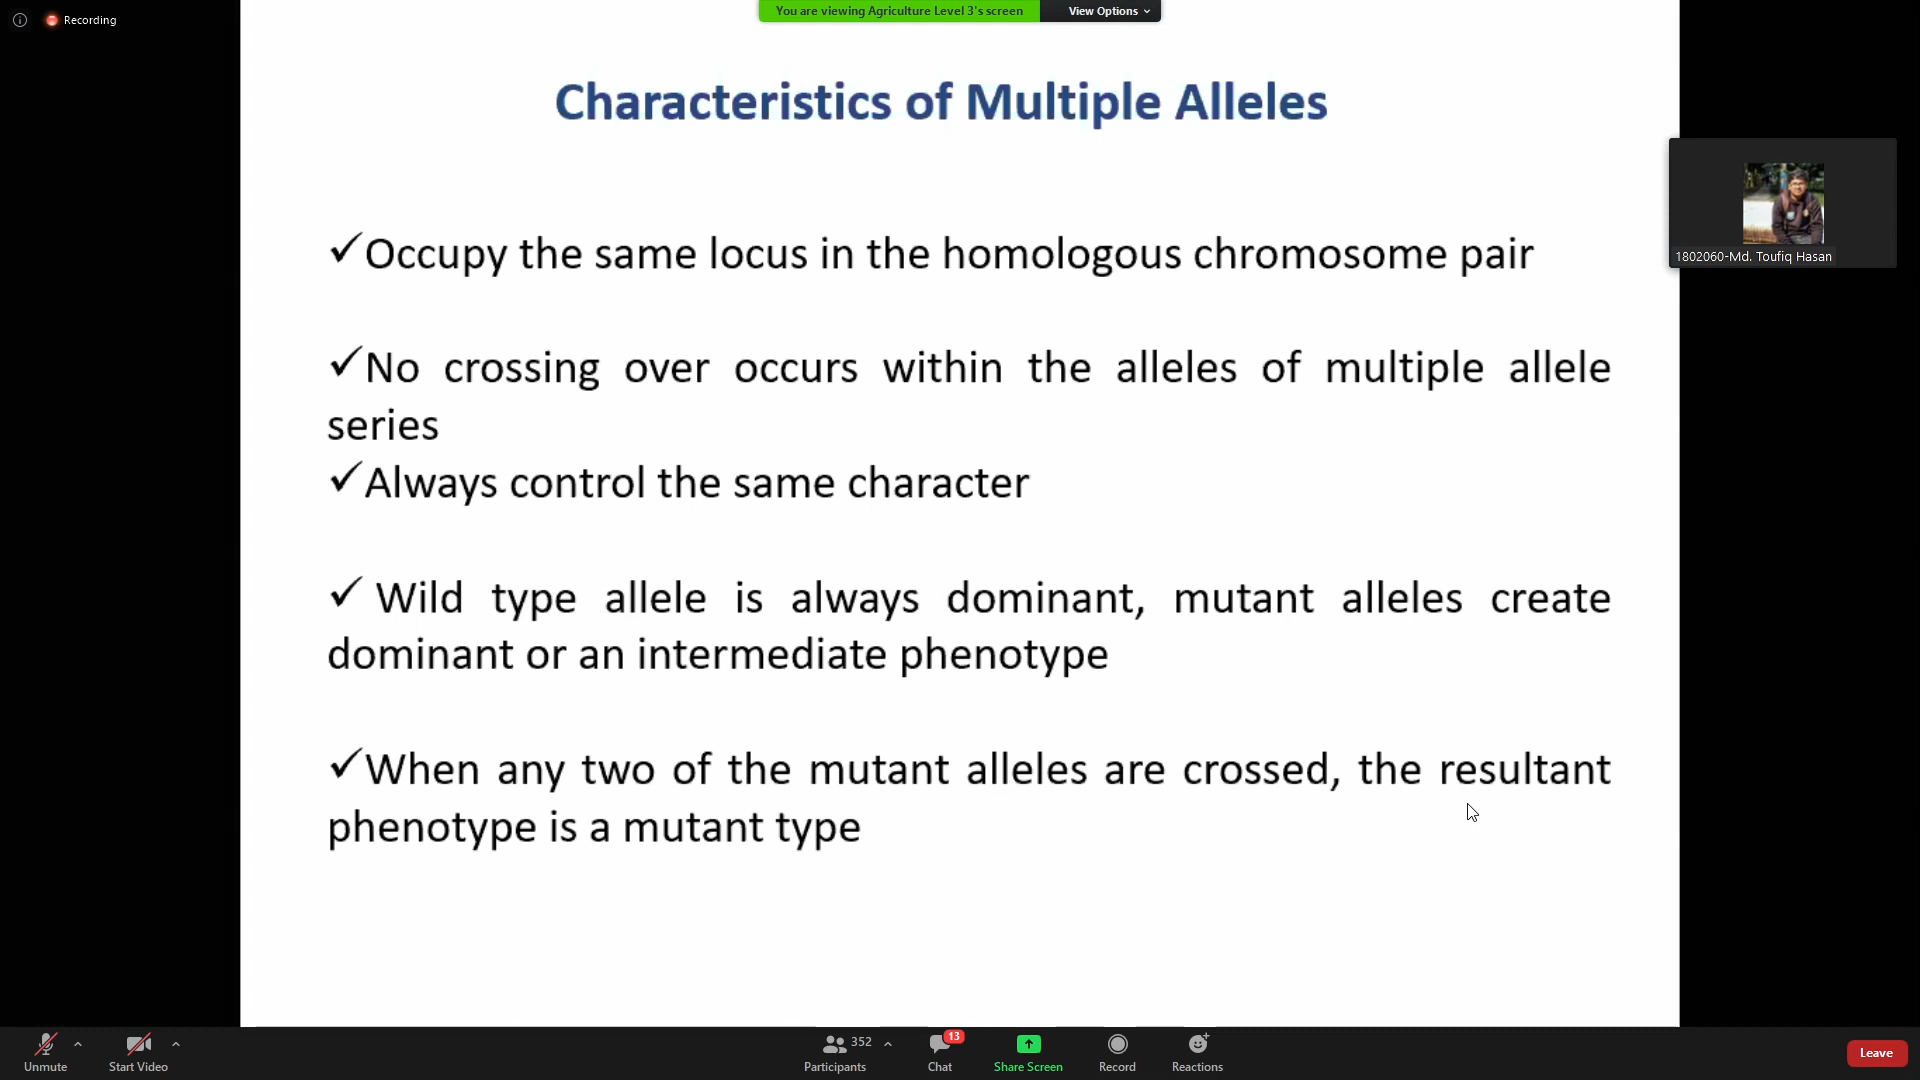 Recording
You are viewing Agriculture Level 3's screen
View Options
Characteristics of Multiple Alleles
✓Occupy the same locus in the homologous chromosome pair
✓No crossing over occurs within the alleles of multiple allele
series
✓Always control the same character
✓ Wild type allele is always dominant, mutant alleles create
dominant or an intermediate phenotype
✓When any two of the mutant alleles are crossed, the resultant
phenotype is a mutant type
1802060-Md. Toufiq Hasan
Unmute
Start Video
352
Participants
13
Chat
Share Screen
Record
Reactions
Leave